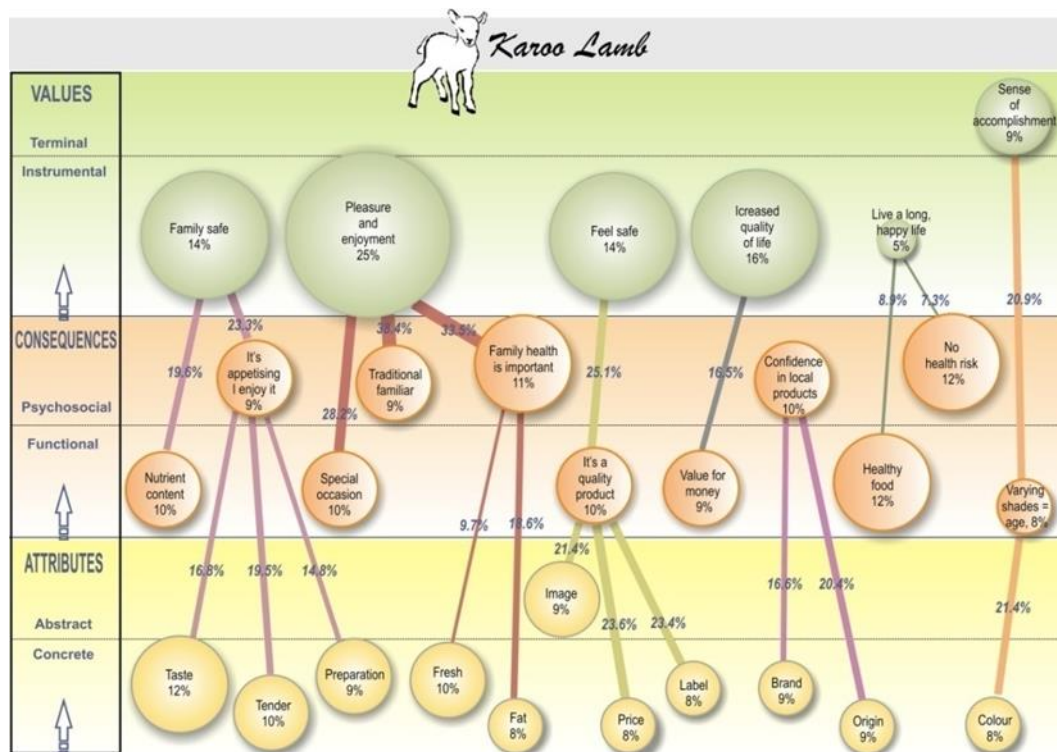 Karoo Lamb
VALUES
Terminal
Instrumental
Sense
of
accomplishment
9%
Family safe
14%
Pleasure
and
enjoyment
25%
Feel safe
14%
Icreased
quality
of life
16%
Live a long,
happy life
5%
19.6%
23.3%
28.2%
38.4%
33.5%
25.1%
16.5%
8.9%
7.3%
20.9%
CONSEQUENCES
Psychosocial
Functional
It's
appetising
I enjoy it
9%
Traditional
familiar
9%
Family health
is important
11%
Confidence
in local
products
10%
No
health risk
12%
Nutrient
content
10%
Special
occasion
10%
It's a
quality
product
10%
Value for
money
9%
Healthy
food
12%
Varying
shades =
age, 8%
16.8%
19.5%
14.8%
9.7%
18.6%
21.4%
23.6%
23.4%
16.6%
20.4%
21.4%
ATTRIBUTES
Abstract
Concrete
Image
9%
Taste
12%
Tender
10%
Preparation
9%
Fresh
10%
Fat
8%
Price
8%
Label
8%
Brand
9%
Origin
9%
Colour
8%